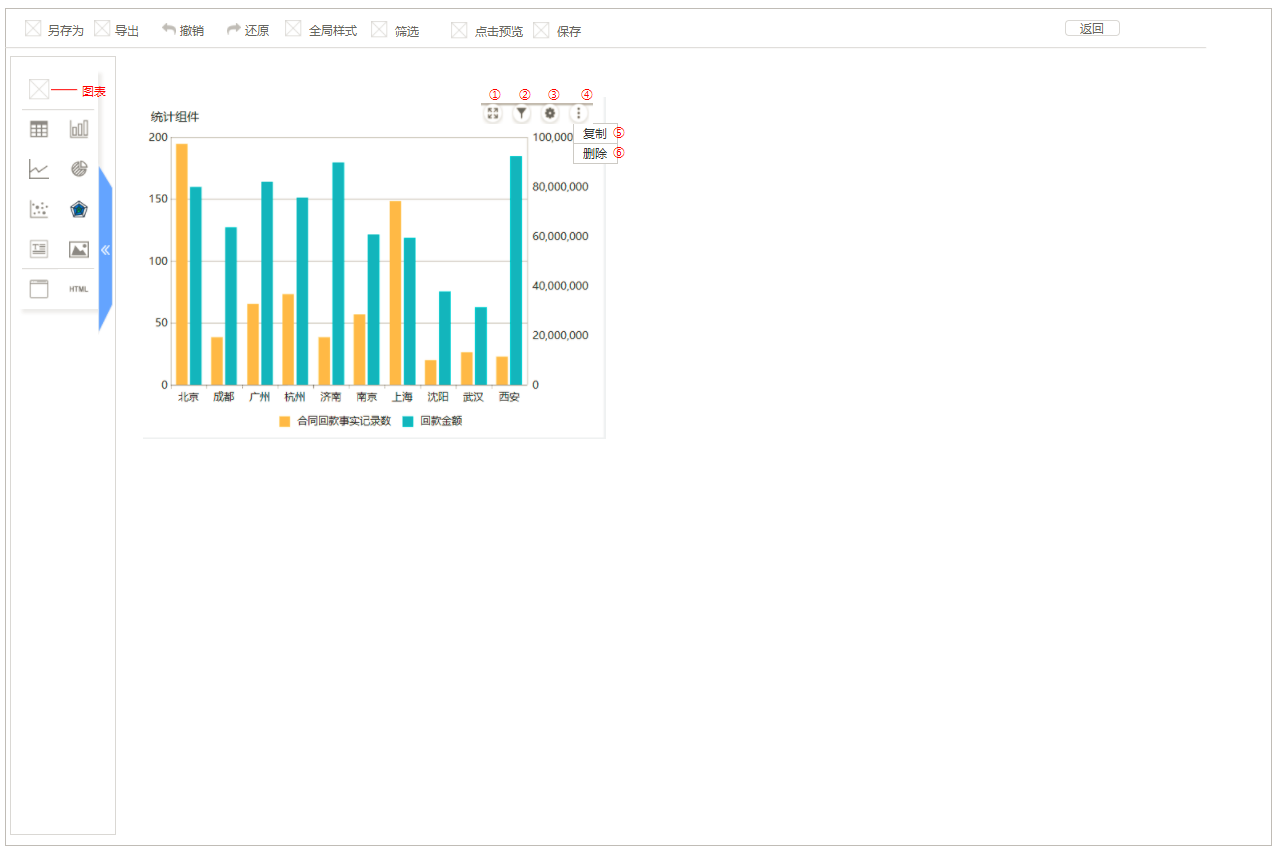 另存为 导出 撤销 还原 全局样式 筛选 点击预览 保存 返回
图表
① ② ③ ④
统计组件
复制 ⑤
删除 ⑥
200
150
100
50
0
100,000
80,000,000
60,000,000
40,000,000
20,000,000
0
北京 成都 广州 杭州 济南 南京 上海 沈阳 武汉 西安
合同回款事实记录数 回款金额
T
HTML